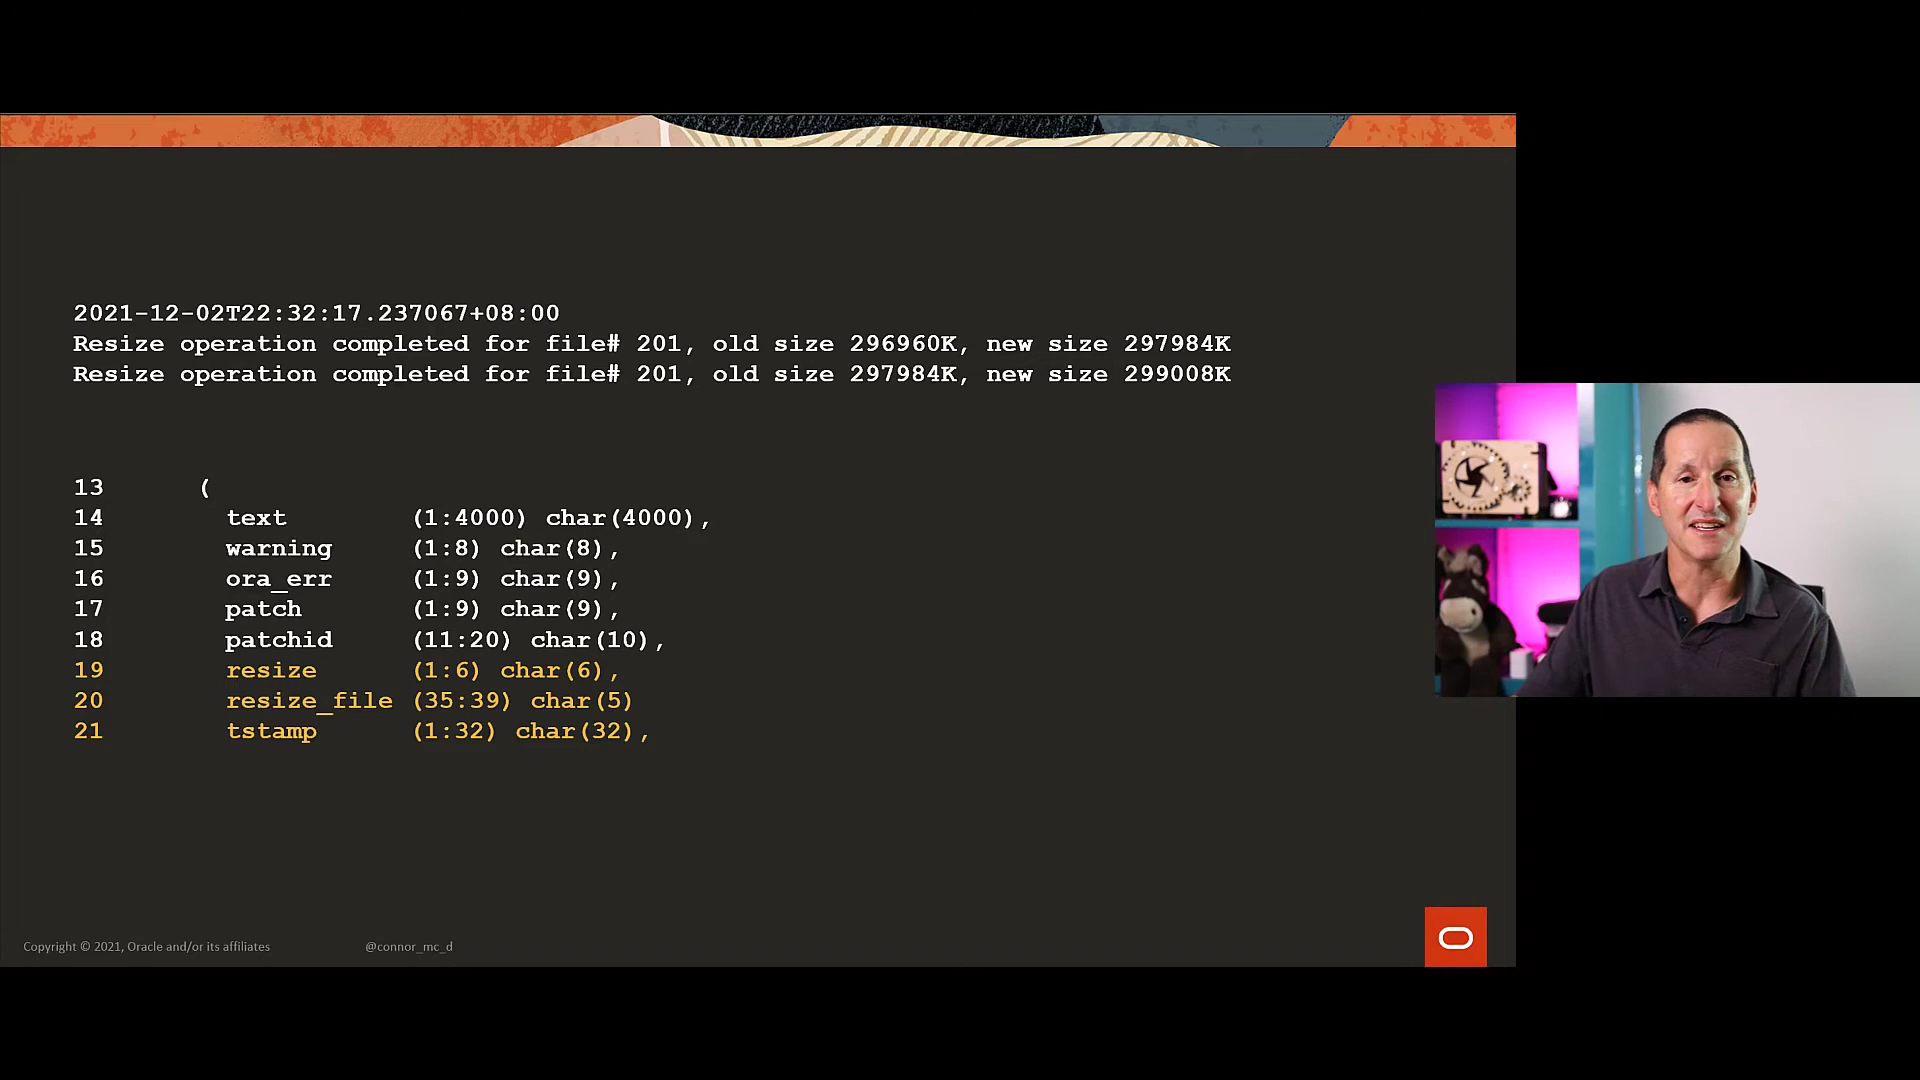 2021-12-02T22:32:17.237067+08:00
Resize operation completed for file# 201, old size 296960K, new size 297984K
Resize operation completed for file# 201, old size 297984K, new size 299008K
13 (
14 text (1:4000) char(4000),
15 warning (1:8) char(8),
16 ora_err (1:9) char(9),
17 patch (1:9) char(9),
18 patchid (11:20) char(10),
19 resize (1:6) char(6),
20 resize_file (35:39) char(5)
21 tstamp (1:32) char(32),
Copyright © 2021, Oracle and/or its affiliates @connor_mc_d